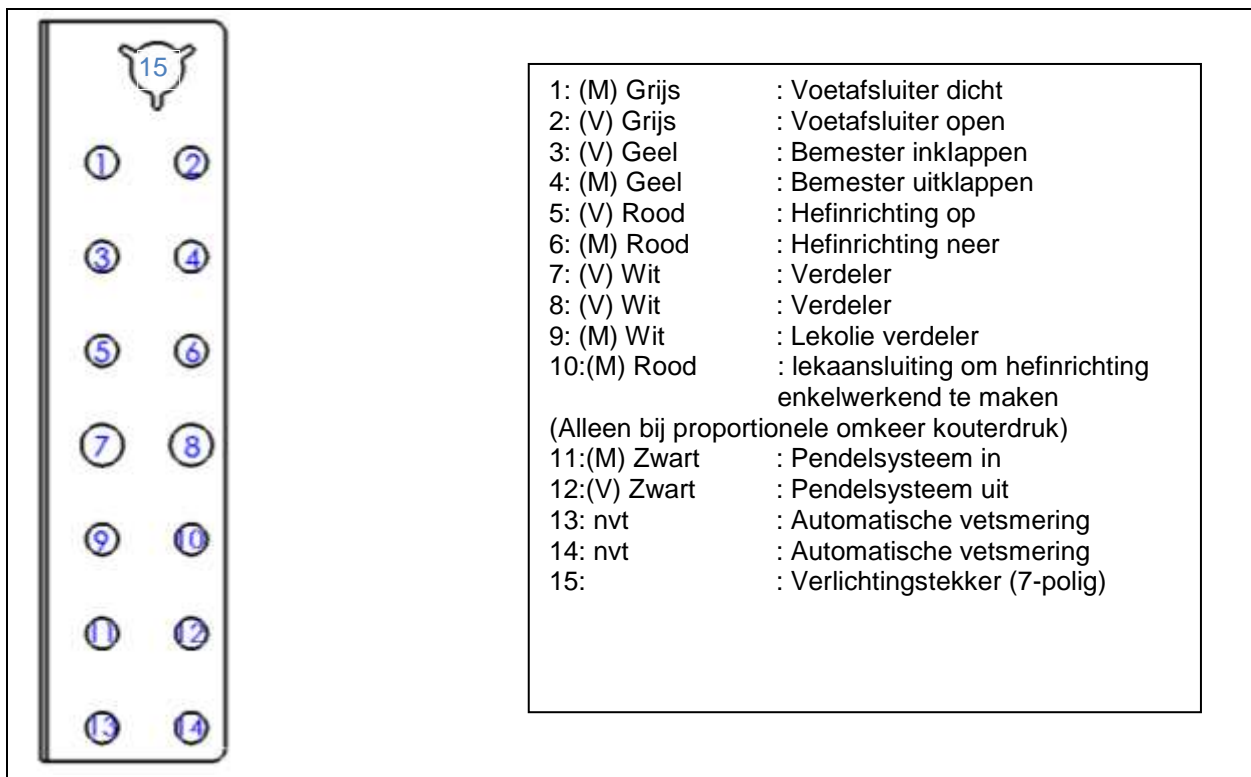 15
1 2
3 4
5 6
7 8
9 10
11 12
13 14
1: (M) Grijs : Voetafsluiter dicht
2: (V) Grijs : Voetafsluiter open
3: (V) Geel : Bemester inklappen
4: (M) Geel : Bemester uitklappen
5: (V) Rood : Hefinrichting op
6: (M) Rood : Hefinrichting neer
7: (V) Wit : Verdeler
8: (V) Wit : Verdeler
9: (M) Wit : Lekolie verdeler
10:(M) Rood : lekaansluiting om hefinrichting
enkelwerkend te maken
(Alleen bij proportionele omkeer kouterdruk)
11:(M) Zwart : Pendelsysteem in
12:(V) Zwart : Pendelsysteem uit
13: nvt : Automatische vetsmering
14: nvt : Automatische vetsmering
15: : Verlichtingstekker (7-polig)